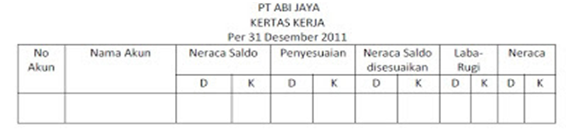 PT ABI JAYA
KERTAS KERJA
Per 31 Desember 2011
No Akun Nama Akun Neraca Saldo Penyesuaian Neraca Saldo disesuaikan Laba-Rugi Neraca
D K D K D K D K D K